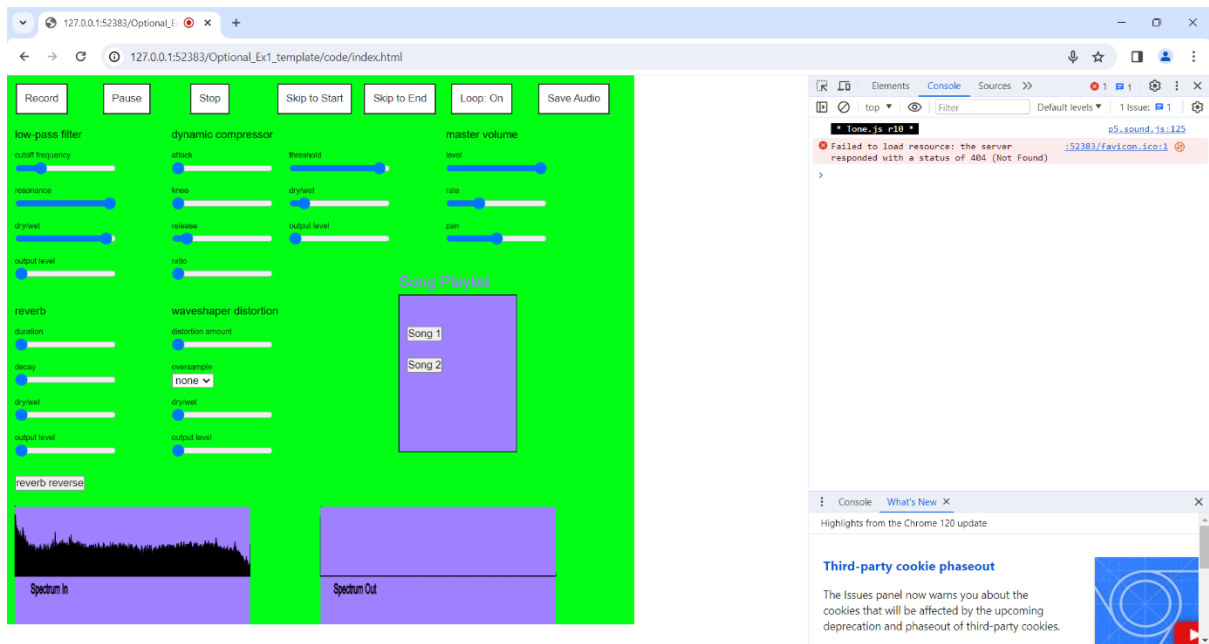 127.0.0.1:52383/Optional_E
127.0.0.1:52383/Optional_Ex1_template/code/index.html
Record Pause Stop Skip to Start Skip to End Loop: On Save Audio
low-pass filter dynamic compressor master volume
cutoff frequency attack threshold level
resonance knee dry/wet rate
dry/wet release output level pan
output level ratio
Song Playlist
reverb waveshaper distortion
duration distortion amount
Song 1
decay oversample
Song 2
none
dry/wet dry/wet
output level output level
reverb reverse
Spectrum In Spectrum Out
Elements Console Sources 1 1
top Filter Default levels 1 Issue: 1
* Tone.js r10 * p5.sound.js:125
Failed to load resource: the server :52383/favicon.ico:1
responded with a status of 404 (Not Found)
Console What's New
Highlights from the Chrome 120 update
Third-party cookie phaseout
The Issues panel now warns you about the
cookies that will be affected by the upcoming
deprecation and phaseout of third-party cookies.